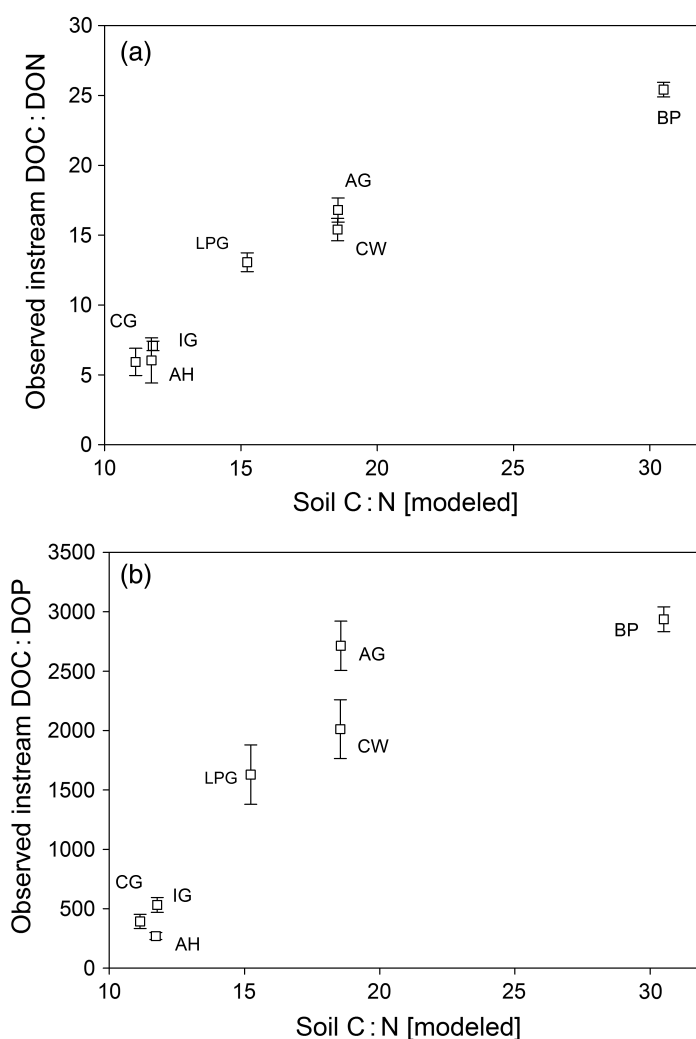 (a)
Observed instream DOC : DON
30
25
20
15
10
5
0
BP
AG
CW
LPG
CG
IG
AH
10 15 20 25 30
Soil C : N [modeled]
(b)
Observed instream DOC : DOP
3500
3000
2500
2000
1500
1000
500
0
BP
AG
CW
LPG
CG
IG
AH
10 15 20 25 30
Soil C : N [modeled]